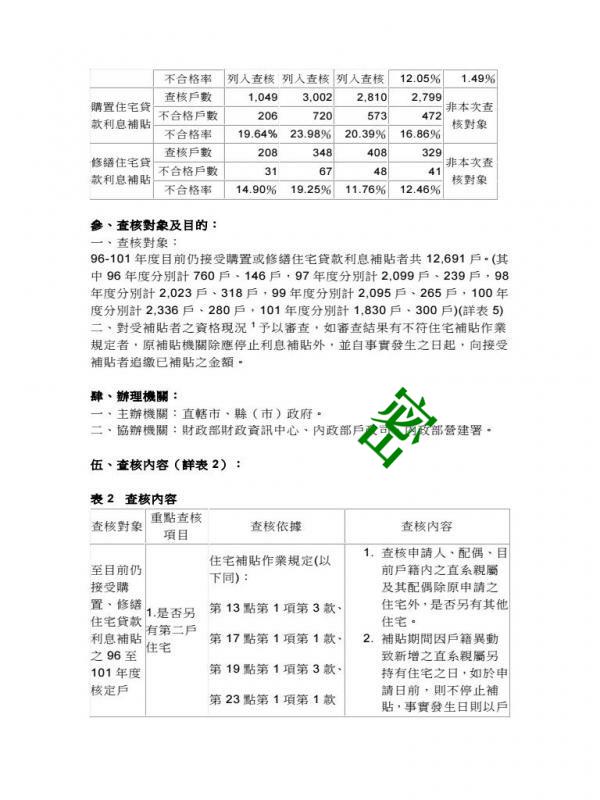 不合格率 列入查核 列入查核 列入查核 12.05% 1.49%
購置住宅貸款利息補貼 查核戶數 1,049 3,002 2,810 2,799 非本次查核對象
不合格戶數 206 720 573 472
不合格率 19.64% 23.98% 20.39% 16.86%
修繕住宅貸款利息補貼 查核戶數 208 348 408 329 非本次查核對象
不合格戶數 31 67 48 41
不合格率 14.90% 19.25% 11.76% 12.46%
參、查核對象及目的：
一、查核對象：
96-101 年度目前仍接受購置或修繕住宅貸款利息補貼者共 12,691 戶。(其
中 96 年度分別計 760 戶、146 戶，97 年度分別計 2,099 戶、239 戶，98
年度分別計 2,023 戶、318 戶，99 年度分別計 2,095 戶、265 戶，100 年
度分別計 2,336 戶、280 戶，101 年度分別計 1,830 戶、300 戶)(詳表 5)
二、對受補貼者之資格現況 1 予以審查，如審查結果有不符住宅補貼作業
規定者，原補貼機關除應停止利息補貼外，並自事實發生之日起，向接受
補貼者追繳已補貼之金額。
肆、辦理機關：
一、主辦機關：直轄市、縣（市）政府。
二、協辦機關：財政部財政資訊中心、內政部戶政司、內政部營建署。
密
伍、查核內容（詳表 2）：
表 2 查核內容
查核對象 重點查核項目 查核依據 查核內容
至目前仍
接受購
置、修繕
住宅貸款
利息補貼
之 96 至
101 年度
核定戶
1.是否另
有第二戶
住宅
住宅補貼作業規定(以
下同)：
第 13 點第 1 項第 3 款、
第 17 點第 1 項第 1 款、
第 19 點第 1 項第 3 款、
第 23 點第 1 項第 1 款
1. 查核申請人、配偶、目
前戶籍內之直系親屬
及其配偶除原申請之
住宅外，是否另有其他
住宅。
2. 補貼期間因戶籍異動
致新增之直系親屬另
持有住宅之日，如於申
請日前，則不停止補
貼，事實發生日則以戶